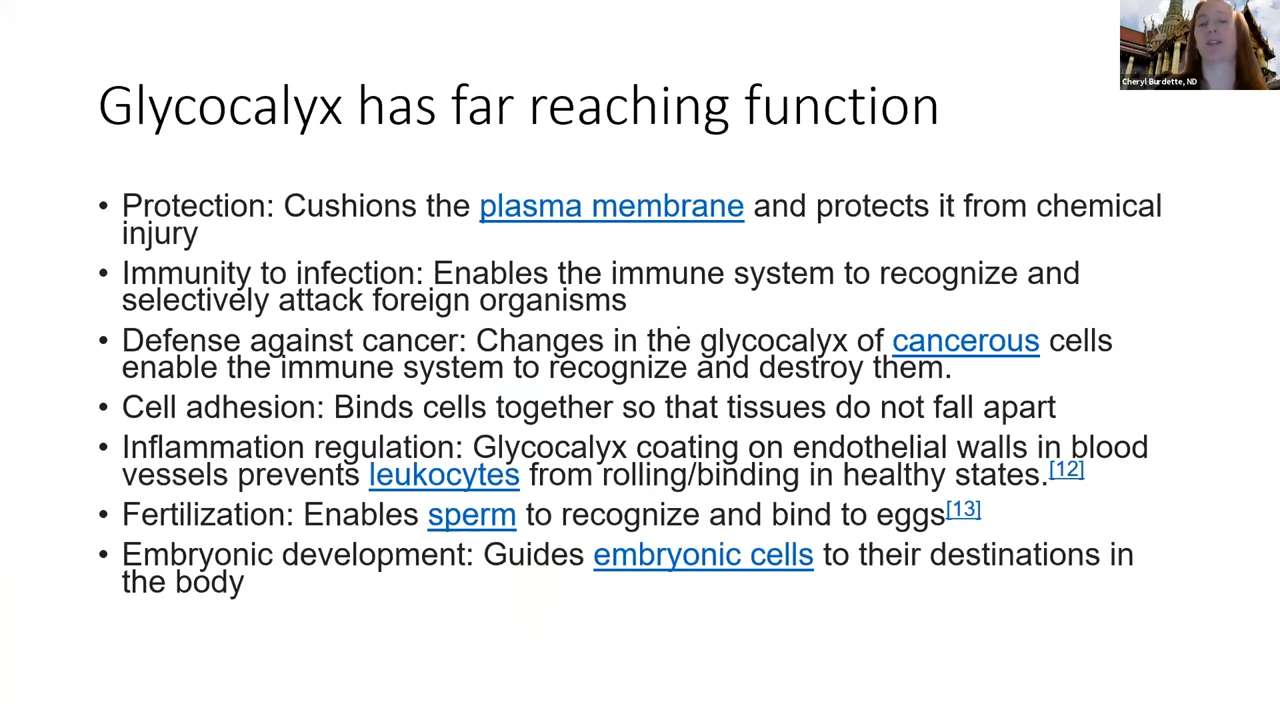 Cheryl Burdette, ND
Glycocalyx has far reaching function
• Protection: Cushions the plasma membrane and protects it from chemical
injury
• Immunity to infection: Enables the immune system to recognize and
selectively attack foreign organisms
• Defense against cancer: Changes in the glycocalyx of cancerous cells
enable the immune system to recognize and destroy them.
• Cell adhesion: Binds cells together so that tissues do not fall apart
• Inflammation regulation: Glycocalyx coating on endothelial walls in blood
vessels prevents leukocytes from rolling/binding in healthy states.[12]
• Fertilization: Enables sperm to recognize and bind to eggs[13]
• Embryonic development: Guides embryonic cells to their destinations in
the body